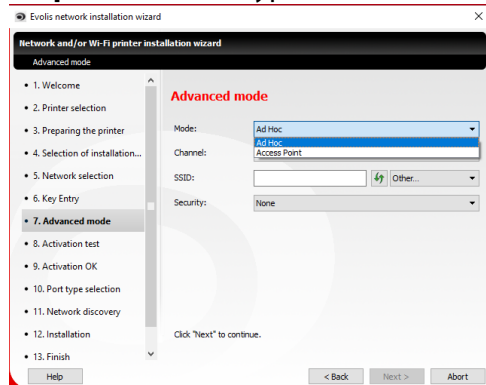 Evolis network installation wizard
Network and/or Wi-Fi printer installation wizard
Advanced mode
1. Welcome
2. Printer selection
3. Preparing the printer
4. Selection of installation...
5. Network selection
6. Key Entry
7. Advanced mode
8. Activation test
9. Activation OK
10. Port type selection
11. Network discovery
12. Installation
13. Finish
Advanced mode
Mode: Ad Hoc
Ad Hoc
Access Point
Channel:
SSID: Other...
Security: None
Click "Next" to continue.
Help < Back Next > Abort